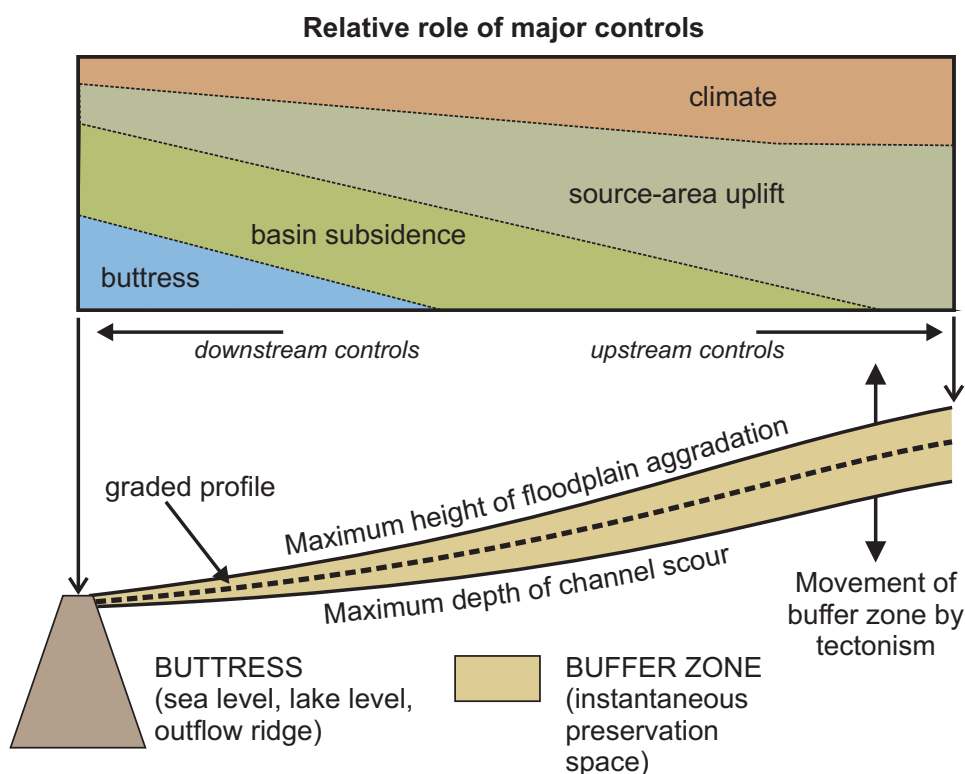 Relative role of major controls
climate
source-area uplift
basin subsidence
buttress
downstream controls
upstream controls
graded profile
Maximum height of floodplain aggradation
Maximum depth of channel scour
Movement of
buffer zone by
tectonism
BUTTRESS
(sea level, lake level,
outflow ridge)
BUFFER ZONE
(instantaneous
preservation
space)